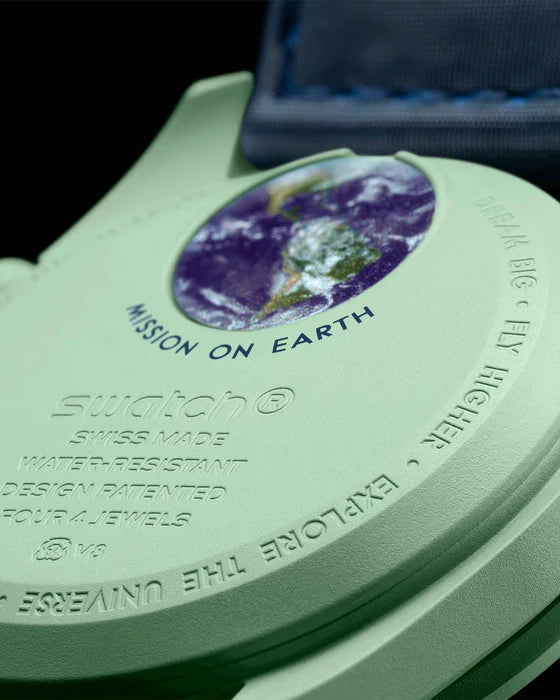 MISSION ON EARTH
swatch®
SWISS MADE
WATER-RESISTANT
DESIGN PATENTED
FOUR 4 JEWELS
V8
DREAM BIG • FLY HIGHER • EXPLORE THE UNIVERSE •